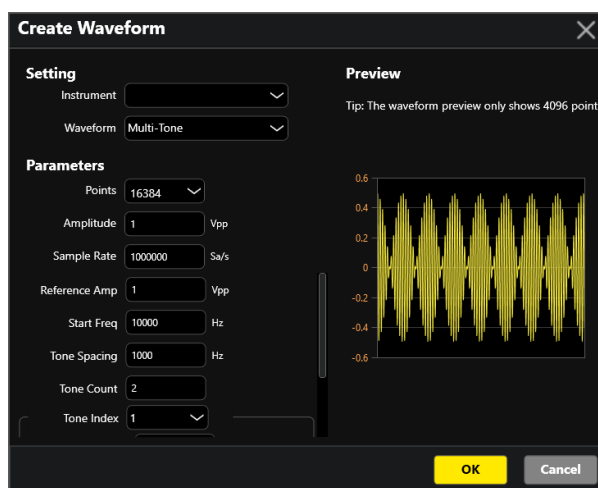 Create Waveform
Setting
Instrument
Waveform Multi-Tone
Parameters
Points 16384
Amplitude 1 Vpp
Sample Rate 1000000 Sa/s
Reference Amp 1 Vpp
Start Freq 10000 Hz
Tone Spacing 1000 Hz
Tone Count 2
Tone Index 1
Preview
Tip: The waveform preview only shows 4096 point
0.6
0.4
0.2
0
-0.2
-0.4
-0.6
OK Cancel